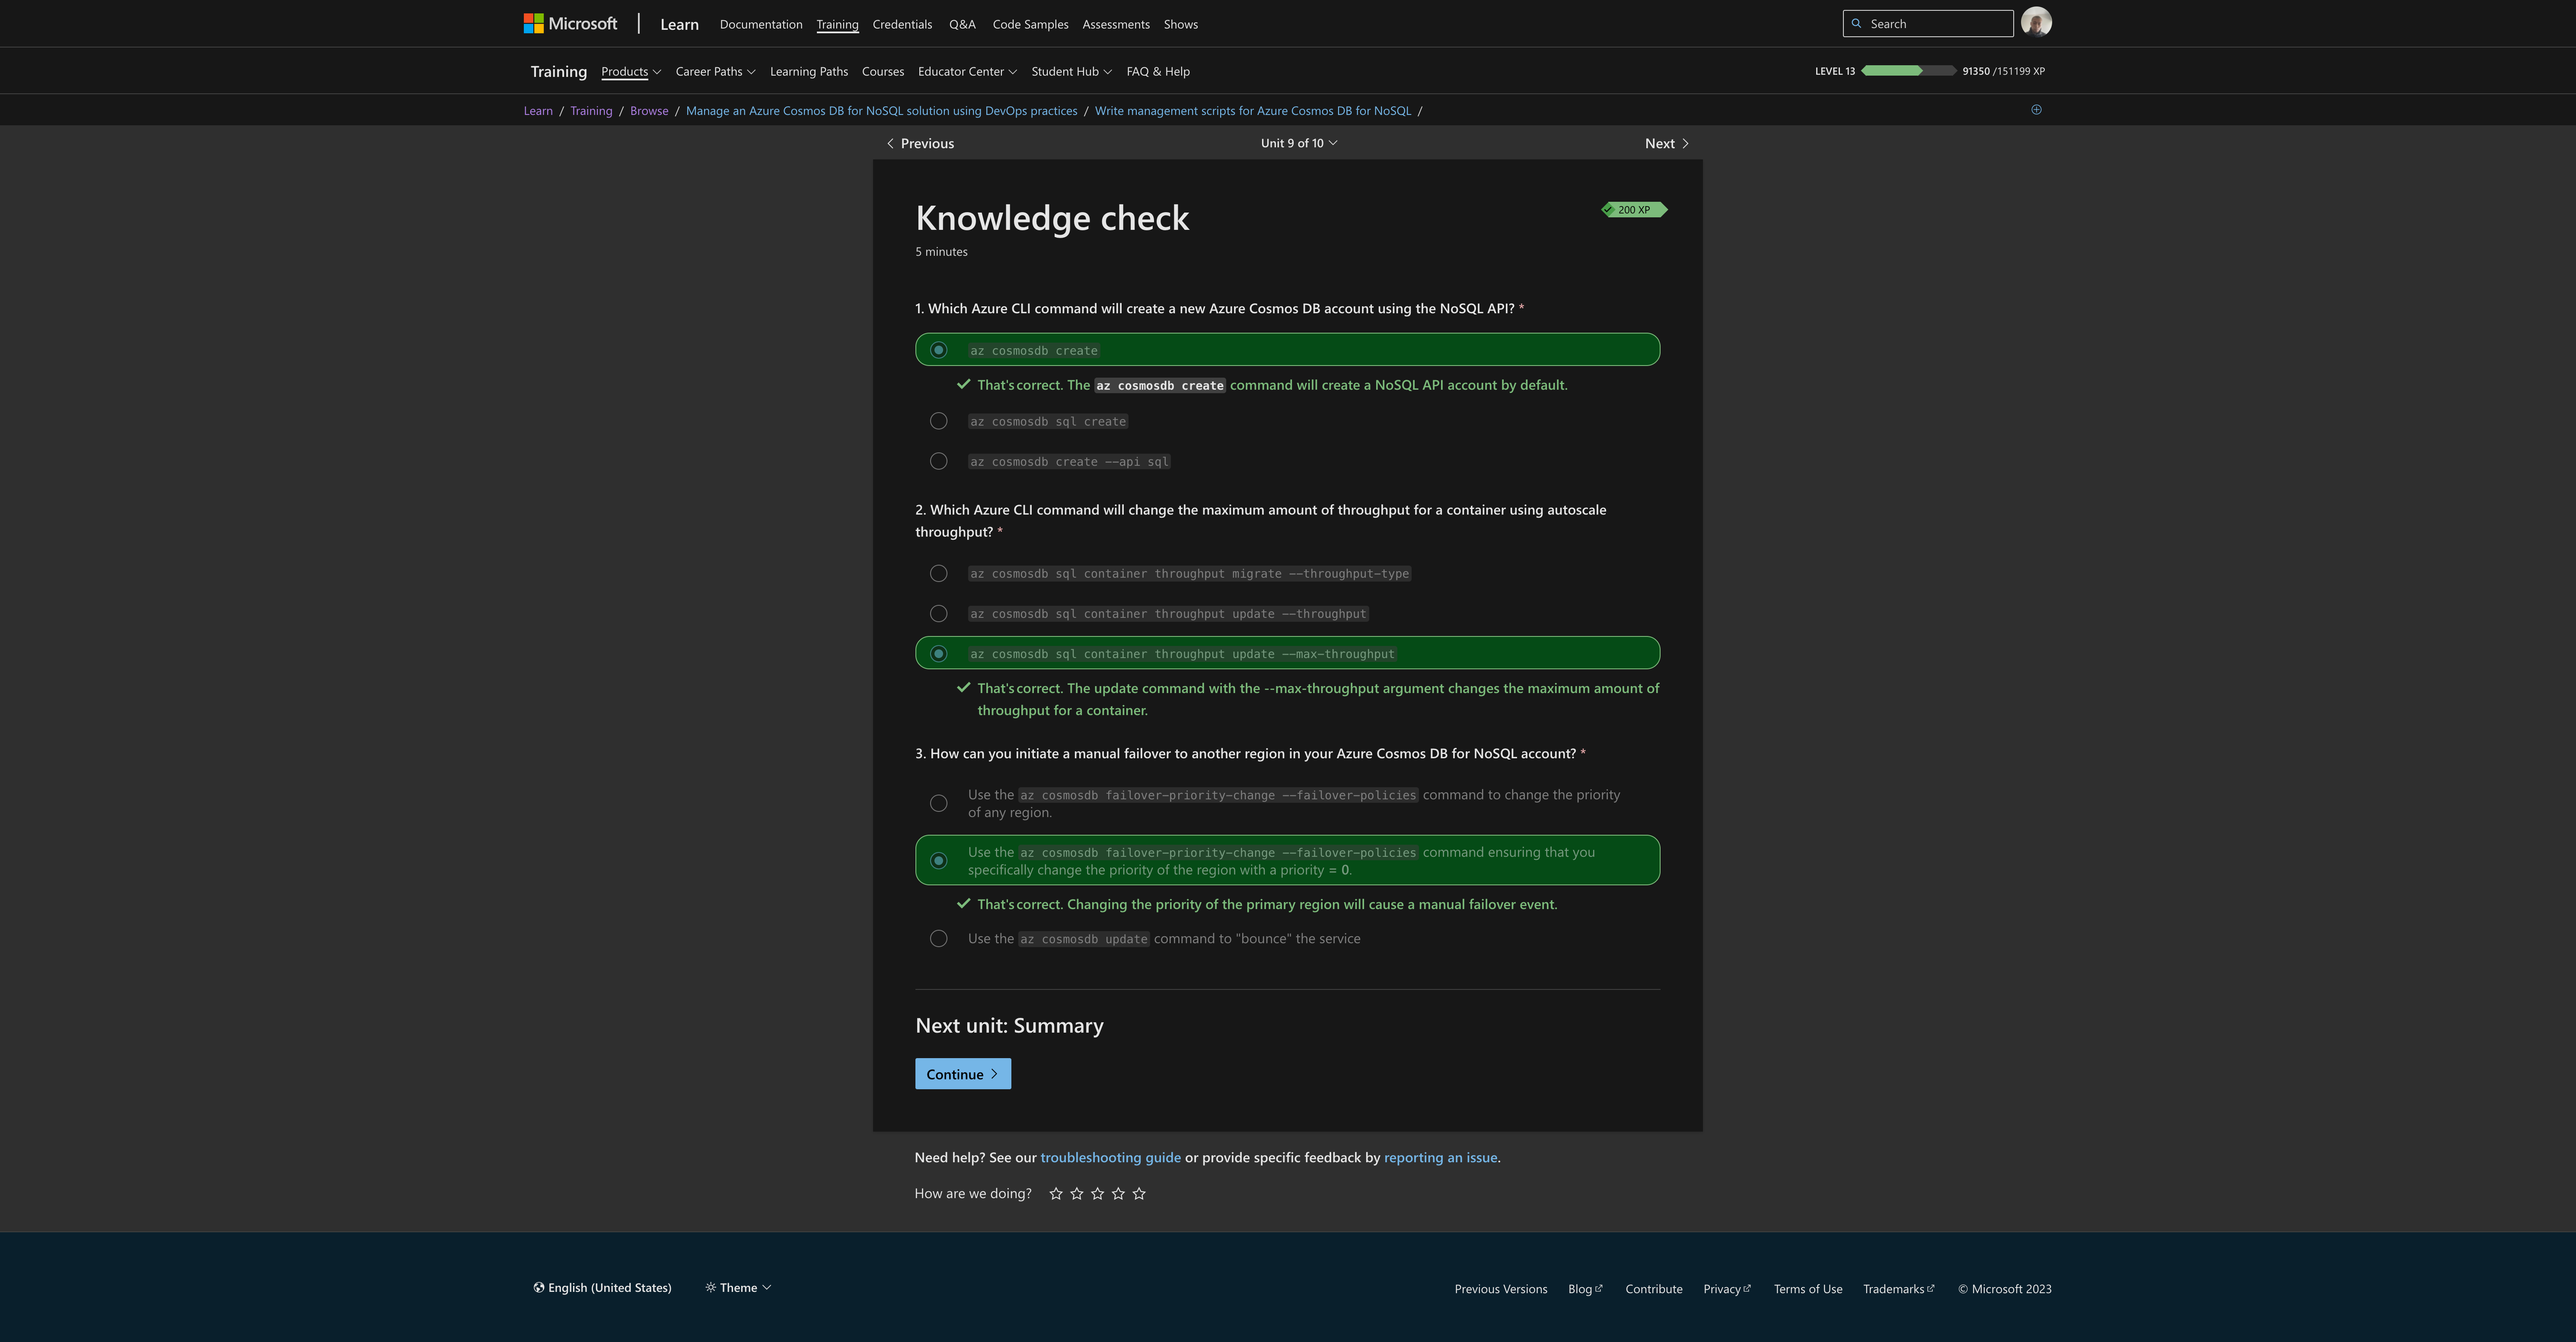 Microsoft | Learn Documentation Training Credentials Q&A Code Samples Assessments Shows Search
Training Products Career Paths Learning Paths Courses Educator Center Student Hub FAQ & Help LEVEL 13 91350 /151199 XP
Learn / Training / Browse / Manage an Azure Cosmos DB for NoSQL solution using DevOps practices / Write management scripts for Azure Cosmos DB for NoSQL /
Previous Unit 9 of 10 Next
Knowledge check
200 XP
5 minutes
1. Which Azure CLI command will create a new Azure Cosmos DB account using the NoSQL API? *
az cosmosdb create
That's correct. The az cosmosdb create command will create a NoSQL API account by default.
az cosmosdb sql create
az cosmosdb create --api sql
2. Which Azure CLI command will change the maximum amount of throughput for a container using autoscale
throughput? *
az cosmosdb sql container throughput migrate --throughput-type
az cosmosdb sql container throughput update --throughput
az cosmosdb sql container throughput update --max-throughput
That's correct. The update command with the --max-throughput argument changes the maximum amount of
throughput for a container.
3. How can you initiate a manual failover to another region in your Azure Cosmos DB for NoSQL account? *
Use the az cosmosdb failover-priority-change --failover-policies command to change the priority
of any region.
Use the az cosmosdb failover-priority-change --failover-policies command ensuring that you
specifically change the priority of the region with a priority = 0.
That's correct. Changing the priority of the primary region will cause a manual failover event.
Use the az cosmosdb update command to "bounce" the service
Next unit: Summary
Continue
Need help? See our troubleshooting guide or provide specific feedback by reporting an issue.
How are we doing?
English (United States) Theme Previous Versions Blog Contribute Privacy Terms of Use Trademarks © Microsoft 2023